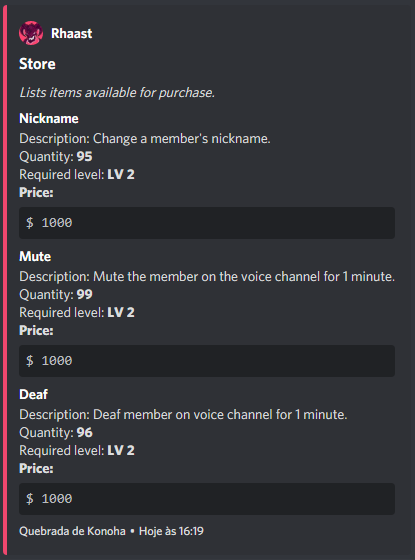 Rhaast
Store
Lists items available for purchase.
Nickname
Description: Change a member's nickname.
Quantity: 95
Required level: LV 2
Price:
$ 1000
Mute
Description: Mute the member on the voice channel for 1 minute.
Quantity: 99
Required level: LV 2
Price:
$ 1000
Deaf
Description: Deaf member on voice channel for 1 minute.
Quantity: 96
Required level: LV 2
Price:
$ 1000
Quebrada de Konoha • Hoje às 16:19